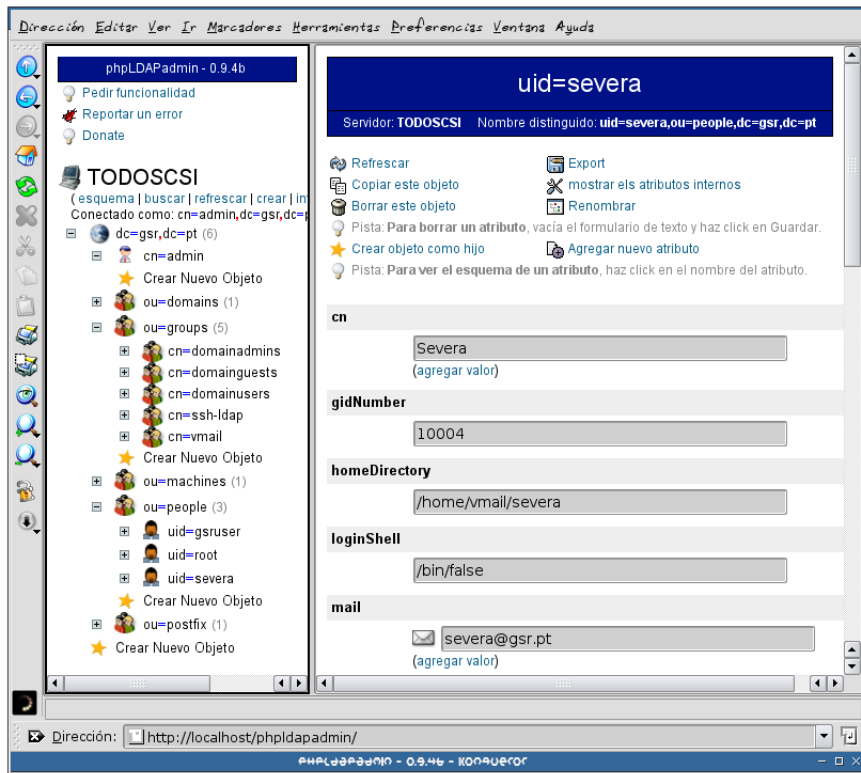 Dirección Editar Ver Ir Marcadores Herramientas Preferencias Ventana Ayuda
phpLDAPadmin - 0.9.4b
Pedir funcionalidad
Reportar un error
Donate
TODOSCSI
( esquema | buscar | refrescar | crear |
Conectado como: cn=admin,dc=gsr,dc=
dc=gsr,dc=pt (6)
cn=admin
Crear Nuevo Objeto
ou=domains (1)
ou=groups (5)
cn=domainadmins
cn=domainguests
cn=domainusers
cn=ssh-ldap
cn=vmail
Crear Nuevo Objeto
ou=machines (1)
ou=people (3)
uid=gsruser
uid=root
uid=severa
Crear Nuevo Objeto
ou=postfix (1)
Crear Nuevo Objeto
uid=severa
Servidor: TODOSCSI Nombre distinguido: uid=severa,ou=people,dc=gsr,dc=pt
Refrescar Export
Copiar este objeto mostrar els atributos internos
Borrar este objeto Renombrar
Pista: Para borrar un atributo, vacía el formulario de texto y haz click en Guardar.
Crear objeto como hijo Agregar nuevo atributo
Pista: Para ver el esquema de un atributo, haz click en el nombre del atributo.
cn
Severa
(agregar valor)
gidNumber
10004
homeDirectory
/home/vmail/severa
loginShell
/bin/false
mail
severa@gsr.pt
(agregar valor)
Dirección: http://localhost/phpldapadmin/
phpLDAPadmin - 0.9.4b - Konqueror